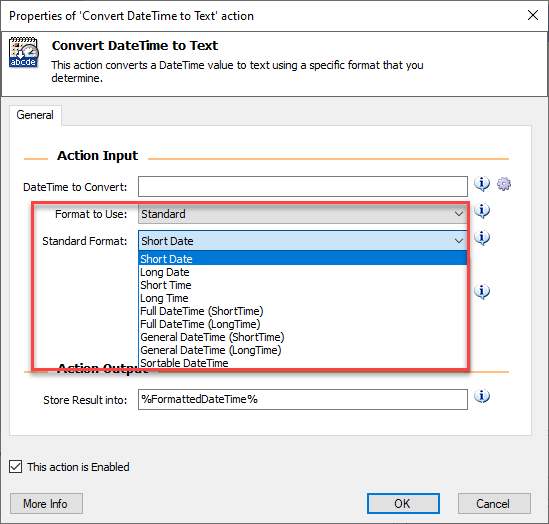 Properties of 'Convert DateTime to Text' action
abcde
Convert DateTime to Text
This action converts a DateTime value to text using a specific format that you
determine.
General
Action Input
DateTime to Convert:
Format to Use: Standard
Standard Format: Short Date
Short Date
Long Date
Short Time
Long Time
Full DateTime (ShortTime)
Full DateTime (LongTime)
General DateTime (ShortTime)
General DateTime (LongTime)
Sortable DateTime
Action Output
Store Result into: %FormattedDateTime%
This action is Enabled
More Info OK Cancel